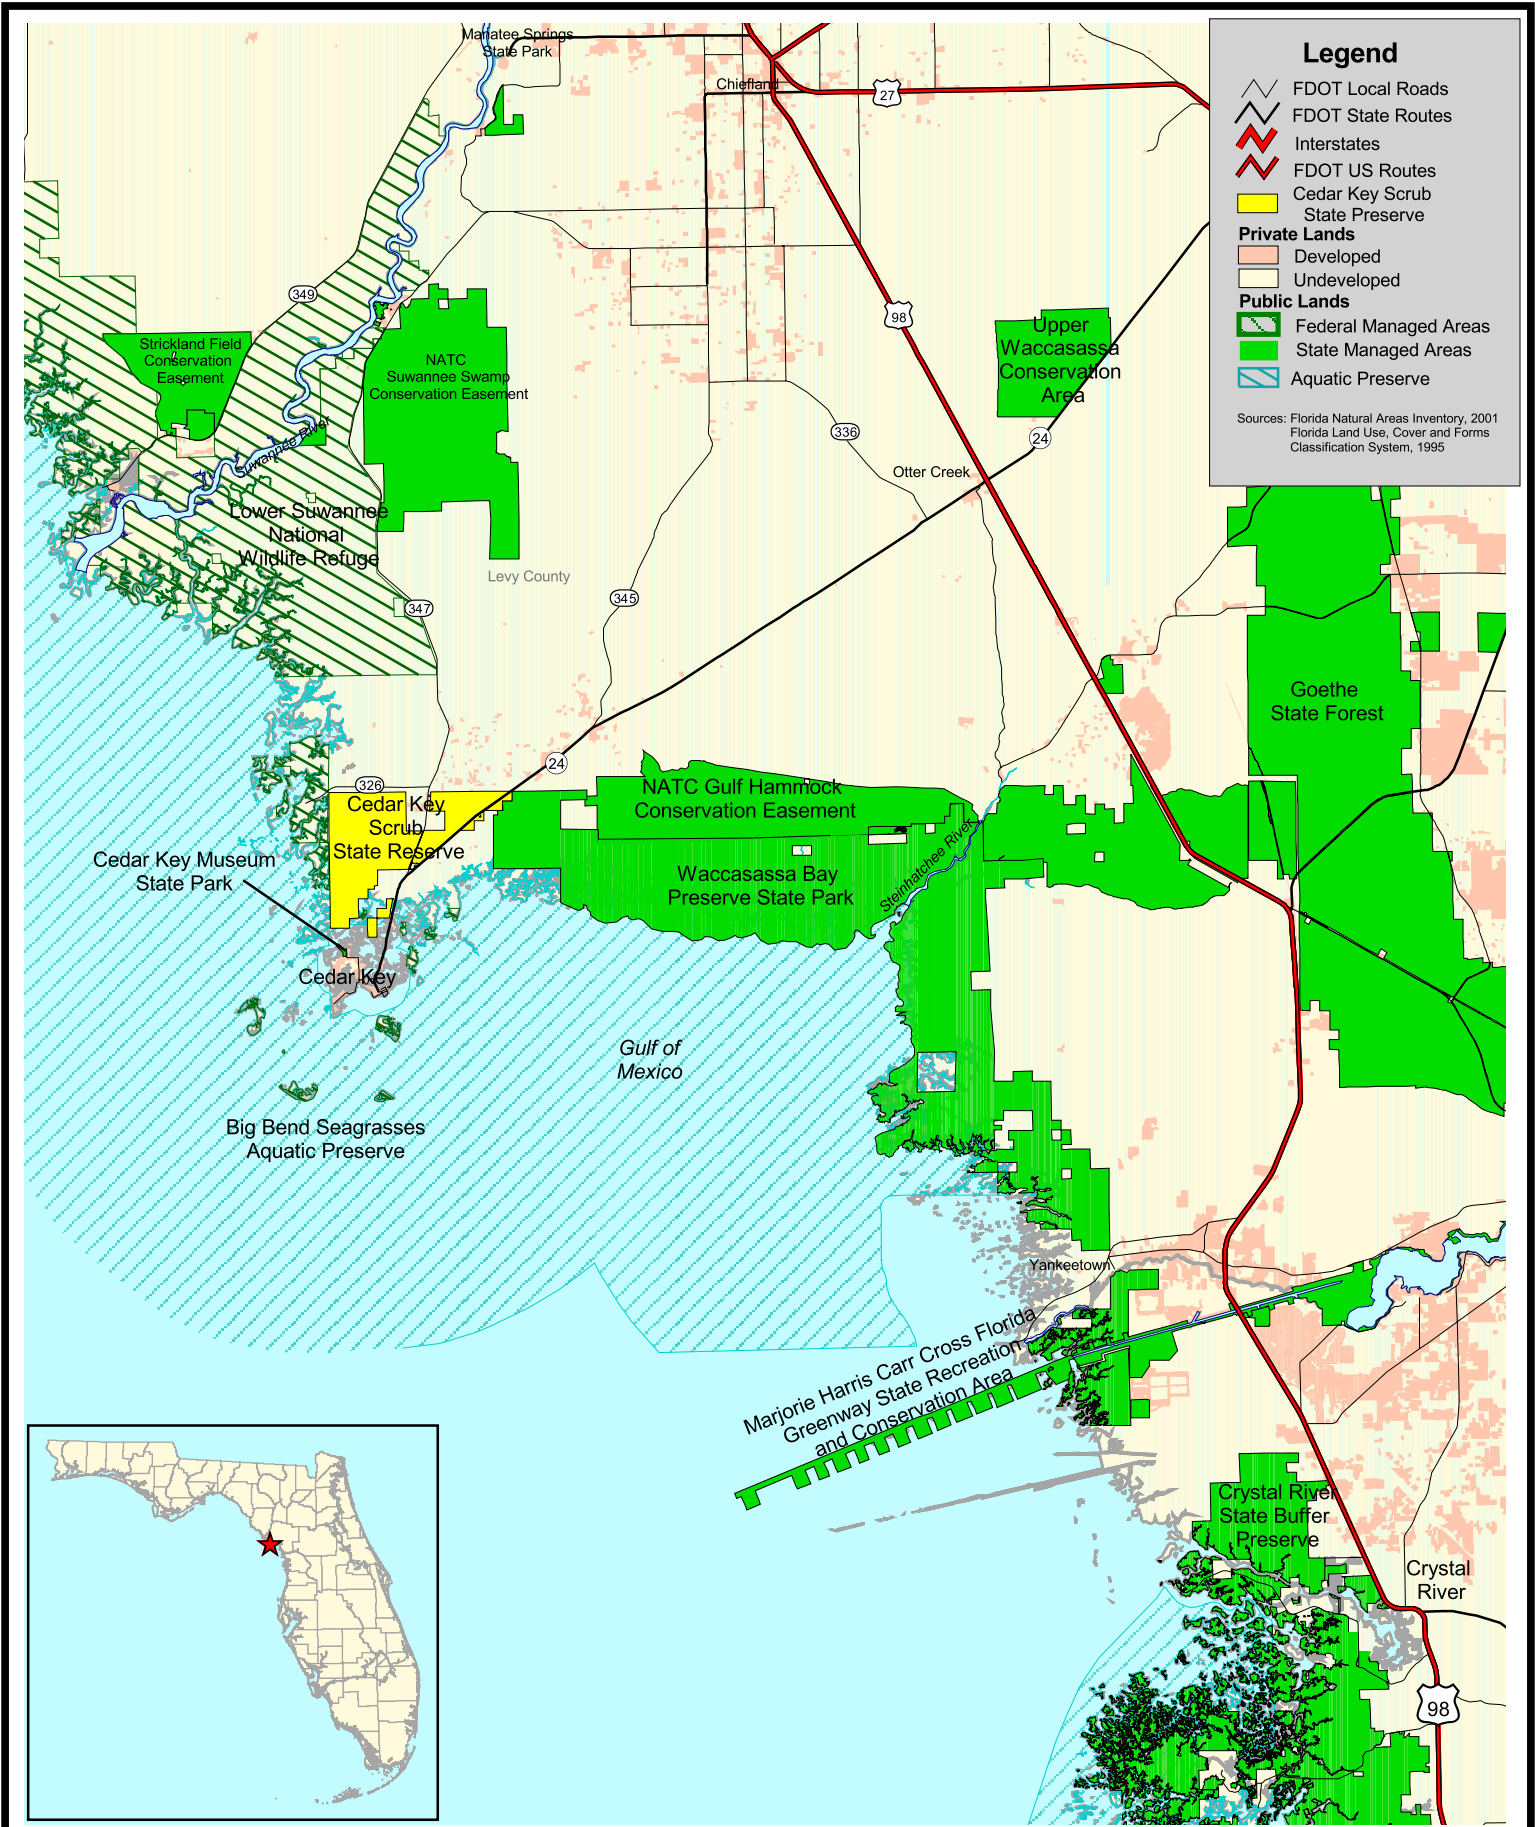 Manatee Springs
State Park
Chiefland
27
Legend
FDOT Local Roads
FDOT State Routes
Interstates
FDOT US Routes
Cedar Key Scrub
State Preserve
Private Lands
Developed
Undeveloped
Public Lands
Federal Managed Areas
State Managed Areas
Aquatic Preserve
Sources: Florida Natural Areas Inventory, 2001
Florida Land Use, Cover and Forms
Classification System, 1995
349
98
Strickland Field
Conservation
Easement
NATC
Suwannee Swamp
Conservation Easement
Upper
Waccasassa
Conservation
Area
336
24
Suwannee River
Otter Creek
Lower Suwannee
National
Wildlife Refuge
Levy County
347
345
Goethe
State Forest
24
326
NATC Gulf Hammock
Conservation Easement
Cedar Key
Scrub
State Reserve
Steinhatchee River
Cedar Key Museum
State Park
Waccasassa Bay
Preserve State Park
Cedar Key
Gulf of
Mexico
Big Bend Seagrasses
Aquatic Preserve
Yankeetown
Marjorie Harris Carr Cross Florida
Greenway State Recreation
and Conservation Area
Crystal River
State Buffer
Preserve
Crystal
River
98